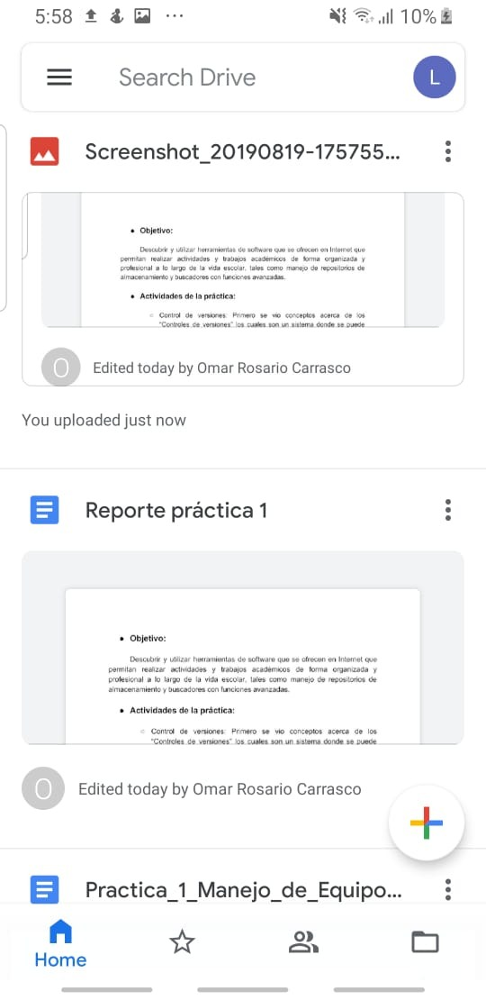 5:58 ... 10%
Search Drive
L
Screenshot_20190819-175755...
• Objetivo:
Descubrir y utilizar herramientas de software que se ofrecen en Internet que
permitan realizar actividades y trabajos académicos de forma organizada y
profesional a lo largo de la vida escolar, tales como manejo de repositorios de
almacenamiento y buscadores con funciones avanzadas.
• Actividades de la práctica:
○ Control de versiones: Primero se vio conceptos acerca de los
"Controles de versiones" los cuales son un sistema donde se puede
O Edited today by Omar Rosario Carrasco
You uploaded just now
Reporte práctica 1
• Objetivo:
Descubrir y utilizar herramientas de software que se ofrecen en Internet que
permitan realizar actividades y trabajos académicos de forma organizada y
profesional a lo largo de la vida escolar, tales como manejo de repositorios de
almacenamiento y buscadores con funciones avanzadas.
• Actividades de la práctica:
○ Control de versiones: Primero se vio conceptos acerca de los
"Controles de versiones" los cuales son un sistema donde se puede
O Edited today by Omar Rosario Carrasco
Practica_1_Manejo_de_Equipo...
Home